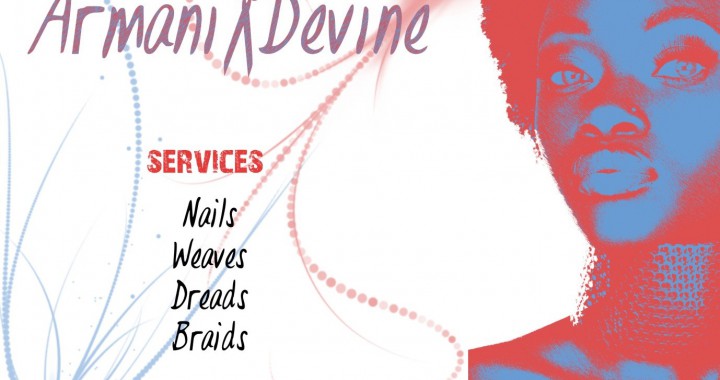 Armani Devine
SERVICES
Nails
Weaves
Dreads
Braids